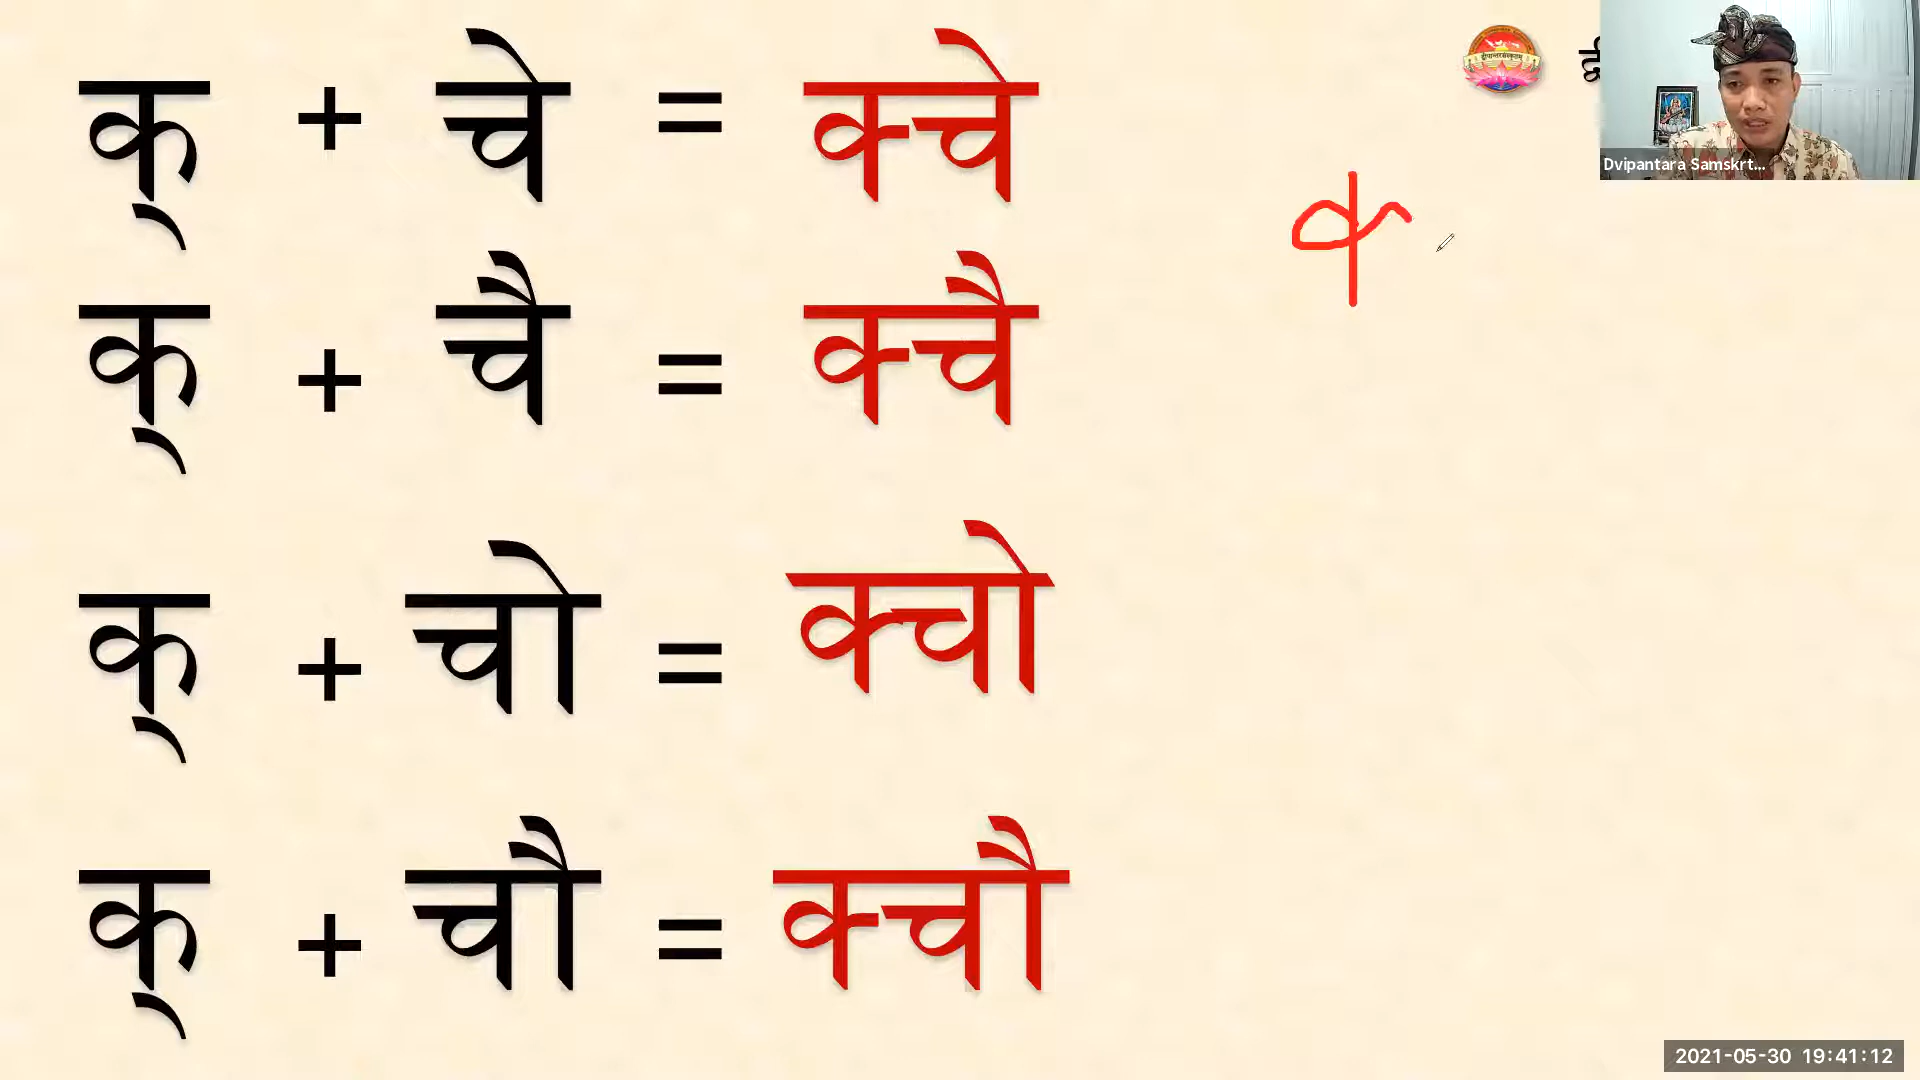 क् + चे = क्चे
क् + चै = क्चै
क् + चो = क्चो
क् + चौ = क्चौ
Dvipantara Samskrt...
2021-05-30 19:41:12